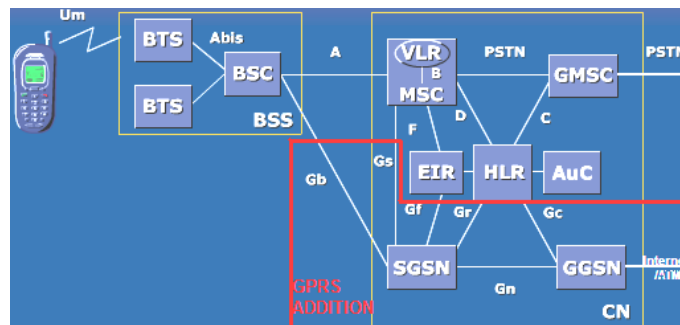 Um
BTS
Abis
BSC
BTS
BSS
A
VLR
B
MSC
PSTN
GMSC
PSTN
F
D
C
EIR
HLR
AuC
Gs
Gb
Gf
Gr
Gc
SGSN
Gn
GGSN
GPRS
ADDITION
CN